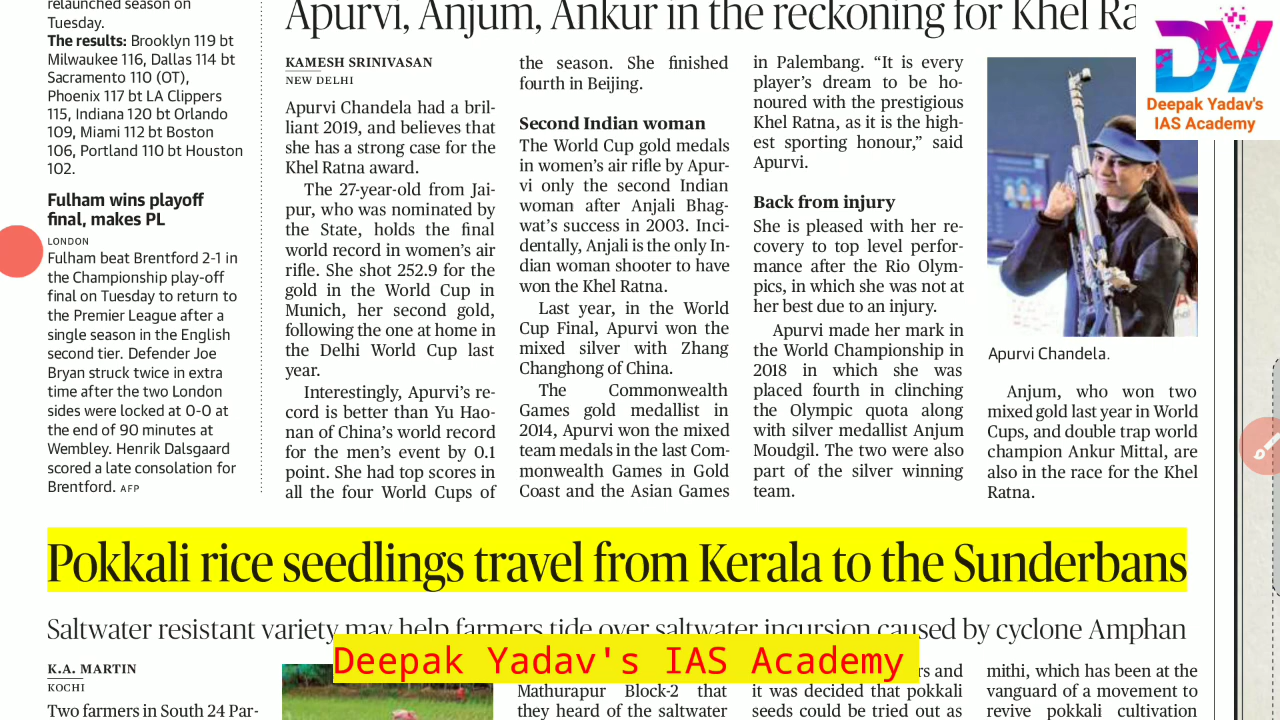 relaunched season on
Tuesday.
The results: Brooklyn 119 bt
Milwaukee 116, Dallas 114 bt
Sacramento 110 (OT),
Phoenix 117 bt LA Clippers
115, Indiana 120 bt Orlando
109, Miami 112 bt Boston
106, Portland 110 bt Houston
102.
Fulham wins playoff
final, makes PL
LONDON
Fulham beat Brentford 2-1 in
the Championship play-off
final on Tuesday to return to
the Premier League after a
single season in the English
second tier. Defender Joe
Bryan struck twice in extra
time after the two London
sides were locked at 0-0 at
the end of 90 minutes at
Wembley. Henrik Dalsgaard
scored a late consolation for
Brentford. AFP
Apurvi, Anjum, Ankur in the reckoning for Khel
KAMESH SRINIVASAN
NEW DELHI
Apurvi Chandela had a bril-
liant 2019, and believes that
she has a strong case for the
Khel Ratna award.
The 27-year-old from Jai-
pur, who was nominated by
the State, holds the final
world record in women's air
rifle. She shot 252.9 for the
gold in the World Cup in
Munich, her second gold,
following the one at home in
the Delhi World Cup last
year.
Interestingly, Apurvi's re-
cord is better than Yu Hao-
nan of China's world record
for the men's event by 0.1
point. She had top scores in
all the four World Cups of
the season. She finished
fourth in Beijing.
Second Indian woman
The World Cup gold medals
in women's air rifle by Apur-
vi only the second Indian
woman after Anjali Bhag-
wat's success in 2003. Inci-
dentally, Anjali is the only In-
dian woman shooter to have
won the Khel Ratna.
Last year, in the World
Cup Final, Apurvi won the
mixed silver with Zhang
Changhong of China.
The Commonwealth
Games gold medallist in
2014, Apurvi won the mixed
team medals in the last Com-
monwealth Games in Gold
Coast and the Asian Games
in Palembang. “It is every
player's dream to be ho-
noured with the prestigious
Khel Ratna, as it is the high-
est sporting honour,” said
Apurvi.
Back from injury
She is pleased with her re-
covery to top level perfor-
mance after the Rio Olym-
pics, in which she was not at
her best due to an injury.
Apurvi made her mark in
the World Championship in
2018 in which she was
placed fourth in clinching
the Olympic quota along
with silver medallist Anjum
Moudgil. The two were also
part of the silver winning
team.
DY
Deepak Yadav's
IAS Academy
Apurvi Chandela.
Anjum, who won two
mixed gold last year in World
Cups, and double trap world
champion Ankur Mittal, are
also in the race for the Khel
Ratna.
Pokkali rice seedlings travel from Kerala to the Sunderbans
Saltwater resistant variety may help farmers tide over saltwater incursion caused by cyclone Amphan
Deepak Yadav's IAS Academy
K.A. MARTIN
KOCHI
Two farmers in South 24 Par-
Mathurapur Block-2 that
they heard of the saltwater
and
it was decided that pokkali
seeds could be tried out as
mithi, which has been at the
vanguard of a movement to
revive pokkali cultivation